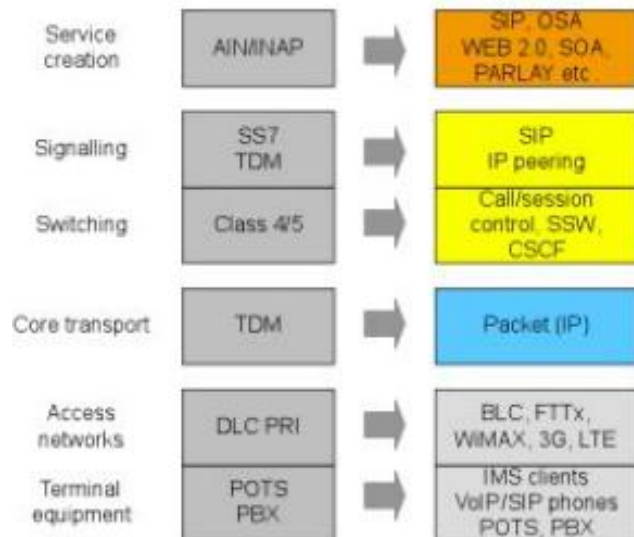 Service
creation
AIN/INAP
SIP, OSA
WEB 2.0, SOA,
PARLAY etc
Signalling
SS7
TDM
SIP
IP peering
Switching
Class 4/5
Call/session
control, SSW,
CSCF
Core transport
TDM
Packet (IP)
Access
networks
DLC PRI
BLC, FTTx,
WiMAX, 3G, LTE
Terminal
equipment
POTS
PBX
IMS clients
VoIP/SIP phones
POTS, PBX